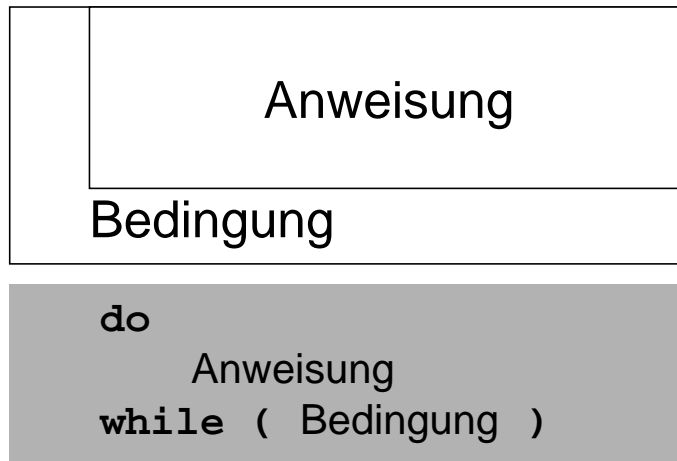 Anweisung
Bedingung
do
Anweisung
while ( Bedingung )